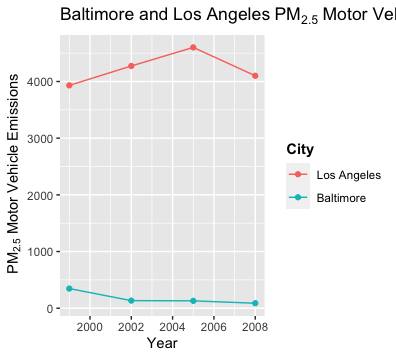 Baltimore and Los Angeles PM2.5 Motor
4000
3000
2000
1000
0
PM2.5 Motor Vehicle Emissions
2000 2002 2004 2006 2008
Year
City
Los Angeles
Baltimore